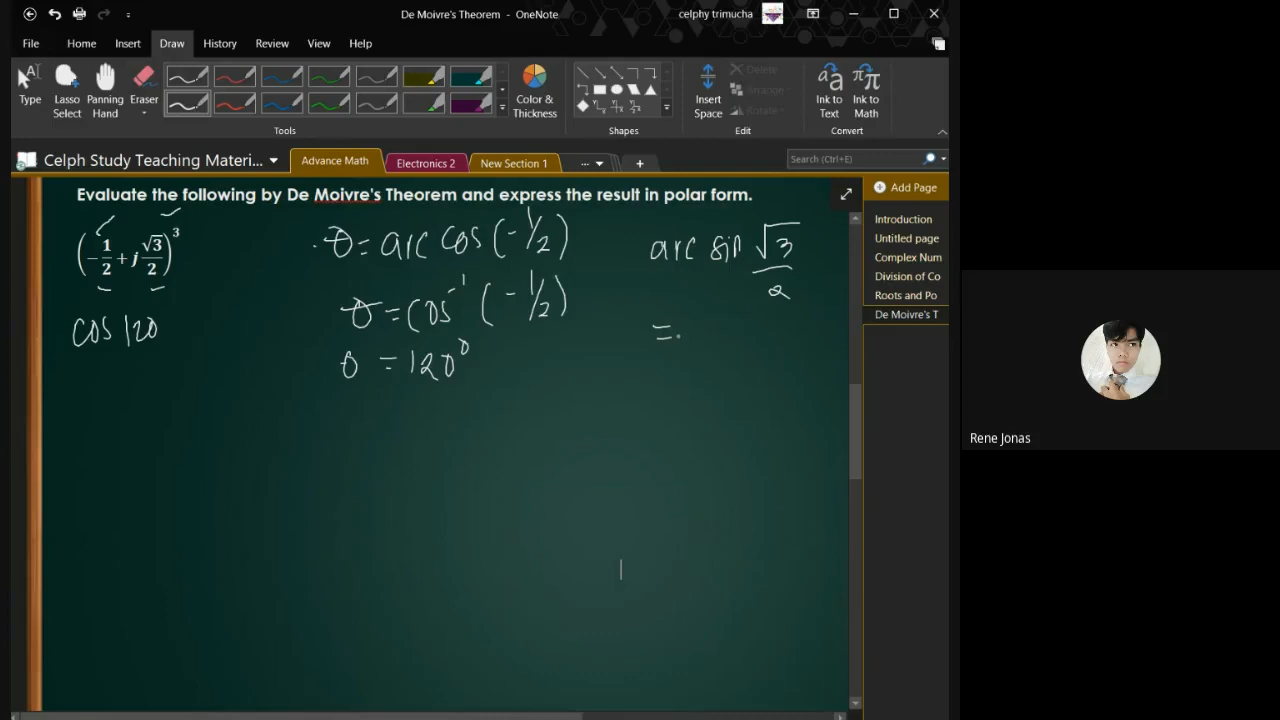 De Moivre's Theorem - OneNote
celphy trimucha
File Home Insert Draw History Review View Help
Type
Lasso Select
Panning Hand
Eraser
Color & Thickness
Insert Space
Delete
Arrange
Rotate
Ink to Text
Ink to Math
Tools Shapes Edit Convert
Celph Study Teaching Materi... Advance Math Electronics 2 New Section 1 ... +
Search (Ctrl+E)
Evaluate the following by De Moivre's Theorem and express the result in polar form.
(-1/2 + j √3/2)³
cos 120
θ = arc cos (-1/2)
θ = cos⁻¹ (-1/2)
θ = 120⁰
arc sin √3/2
=
Add Page
Introduction
Untitled page
Complex Num
Division of Co
Roots and Po
De Moivre's T
Rene Jonas